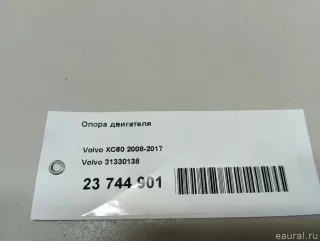 Опора двигателя
Volvo XC60 2008-2017
Volvo 31330138
23 744 901
© eaural.ru